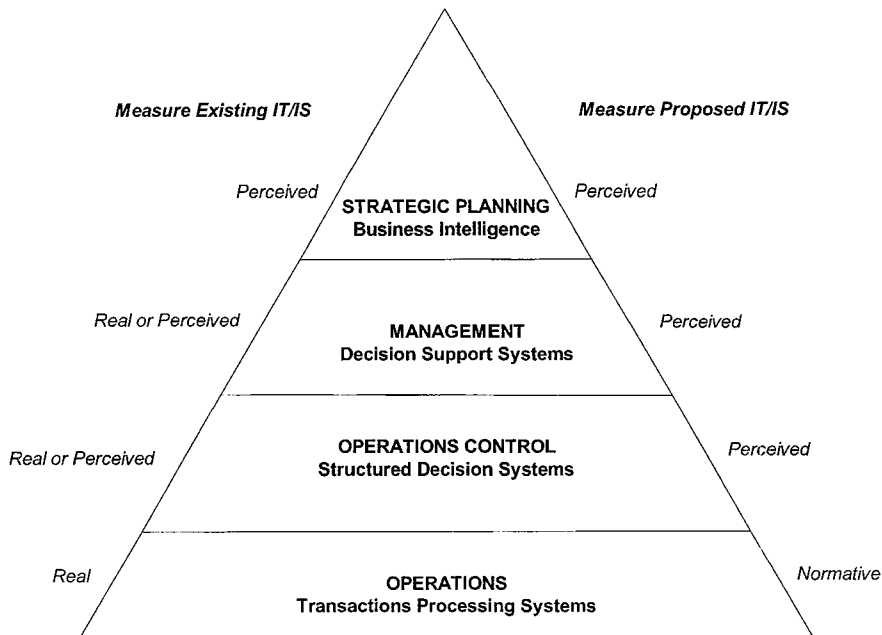 Measure Existing IT/IS
Measure Proposed IT/IS
Perceived
Perceived
STRATEGIC PLANNING
Business Intelligence
Real or Perceived
Perceived
MANAGEMENT
Decision Support Systems
Real or Perceived
Perceived
OPERATIONS CONTROL
Structured Decision Systems
Real
Normative
OPERATIONS
Transactions Processing Systems